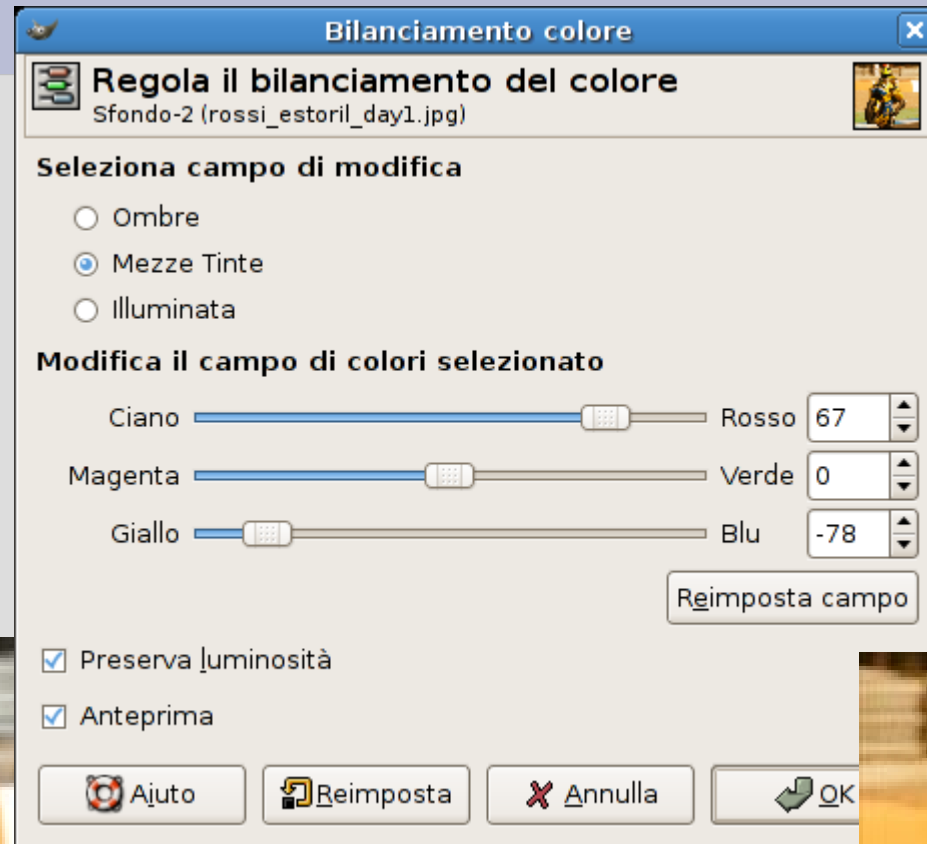 Bilanciamento colore
Regola il bilanciamento del colore
Sfondo-2 (rossi_estoril_day1.jpg)
Seleziona campo di modifica
Ombre
Mezze Tinte
Illuminata
Modifica il campo di colori selezionato
Ciano Rosso 67
Magenta Verde 0
Giallo Blu -78
Reimposta campo
Preserva luminosità
Anteprima
Aiuto Reimposta Annulla OK